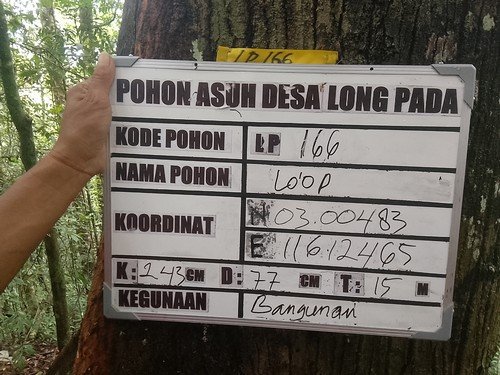 LP 166
POHON ASUH DESA LONG PADA
KODE POHON LP 166
NAMA POHON LO'OP
KOORDINAT N 03.00483
E 116.12465
K: 243 CM D: 77 CM T: 15 M
KEGUNAAN Bangunan